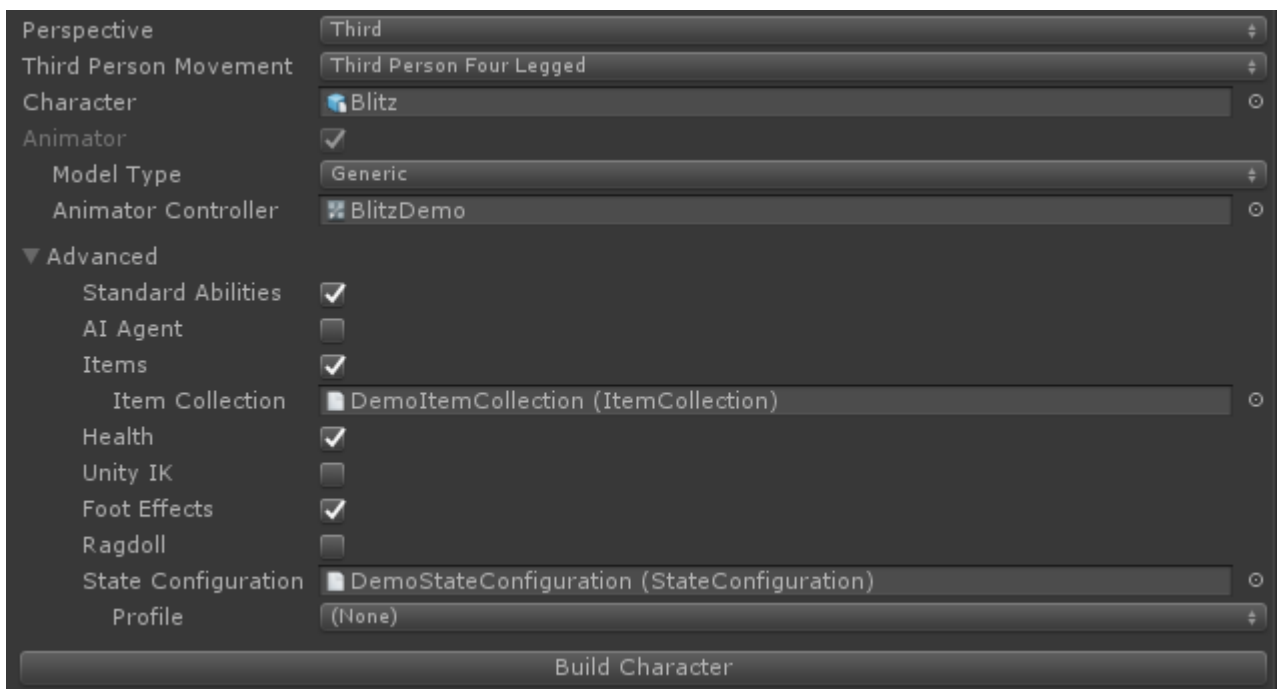 Perspective Third
Third Person Movement Third Person Four Legged
Character Blitz
Animator
Model Type Generic
Animator Controller BlitzDemo
Advanced
Standard Abilities
AI Agent
Items
Item Collection DemoItemCollection (ItemCollection)
Health
Unity IK
Foot Effects
Ragdoll
State Configuration DemoStateConfiguration (StateConfiguration)
Profile (None)
Build Character